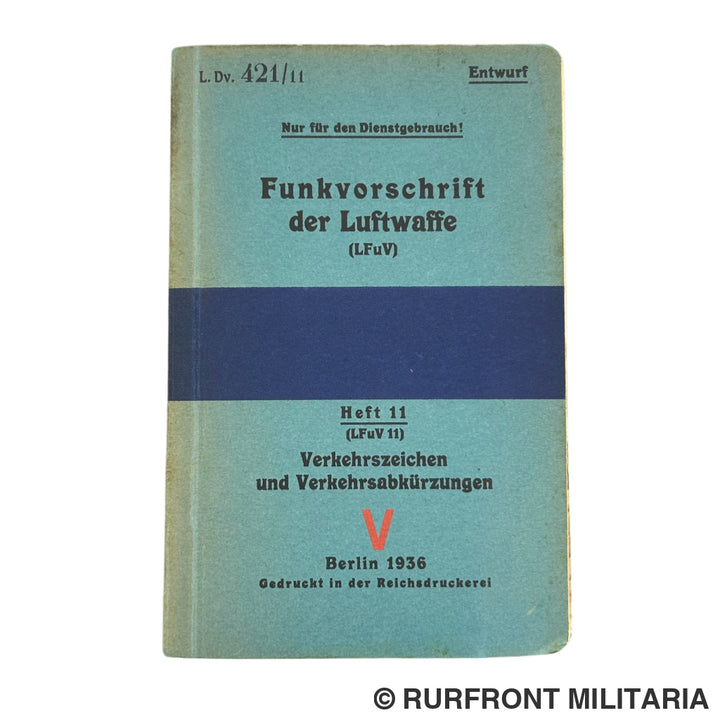 L. Dv. 421/11
Entwurf
Nur für den Dienstgebrauch!
Funkvorschrift
der Luftwaffe
(LFuV)
Heft 11
(LFuV 11)
Verkehrszeichen
und Verkehrsabkürzungen
V
Berlin 1936
Gedruckt in der Reichsdruckerei
© RURFRONT MILITARIA